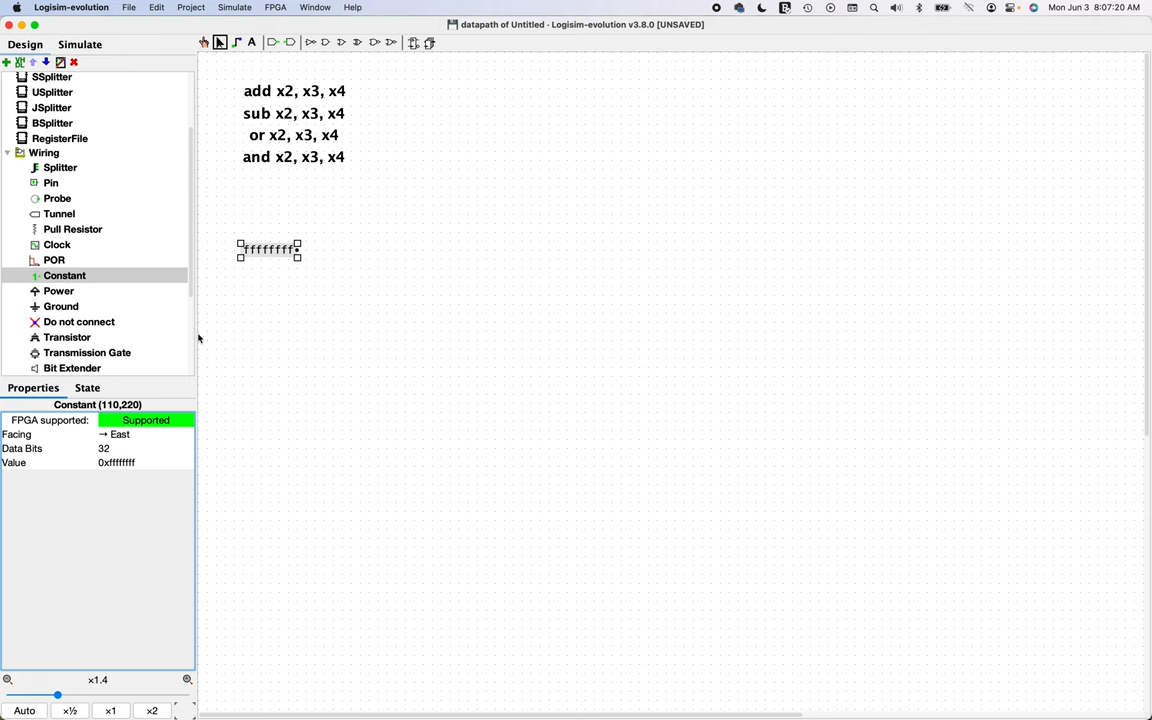 Logisim-evolution File Edit Project Simulate FPGA Window Help Mon Jun 3 8:07:20 AM
datapath of Untitled · Logisim-evolution v3.8.0 [UNSAVED]
Design Simulate
SSplitter
USplitter
JSplitter
BSplitter
RegisterFile
Wiring
Splitter
Pin
Probe
Tunnel
Pull Resistor
Clock
POR
Constant
Power
Ground
Do not connect
Transistor
Transmission Gate
Bit Extender
Properties State
Constant (110,220)
FPGA supported: Supported
Facing → East
Data Bits 32
Value 0xffffffff
×1.4
Auto ×½ ×1 ×2
add x2, x3, x4
sub x2, x3, x4
or x2, x3, x4
and x2, x3, x4
ffffffff